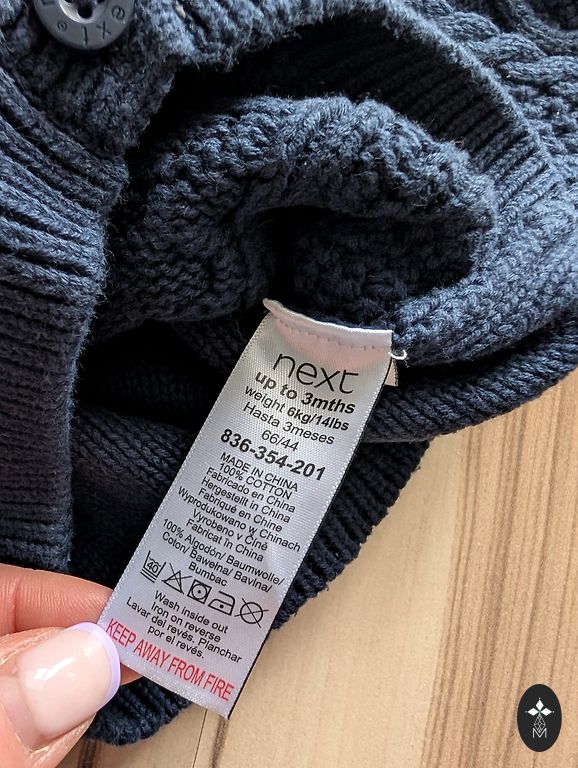 next
next
up to 3mths
weight 6kg/14lbs
Hasta 3meses
66/44
836-354-201
MADE IN CHINA
100% COTTON
Fabricado en China
Hergestellt in China
Fabriqué en Chine
Wyprodukowano w Chinach
Vyrobeno v Číně
Fabricat în China
100% Algodón/ Baumwolle/
Coton/ Bawełna/ Bavlna/
Bumbac
40
Wash inside out
Iron on reverse
Lavar del revés. Planchar
por el revés.
KEEP AWAY FROM FIRE
M